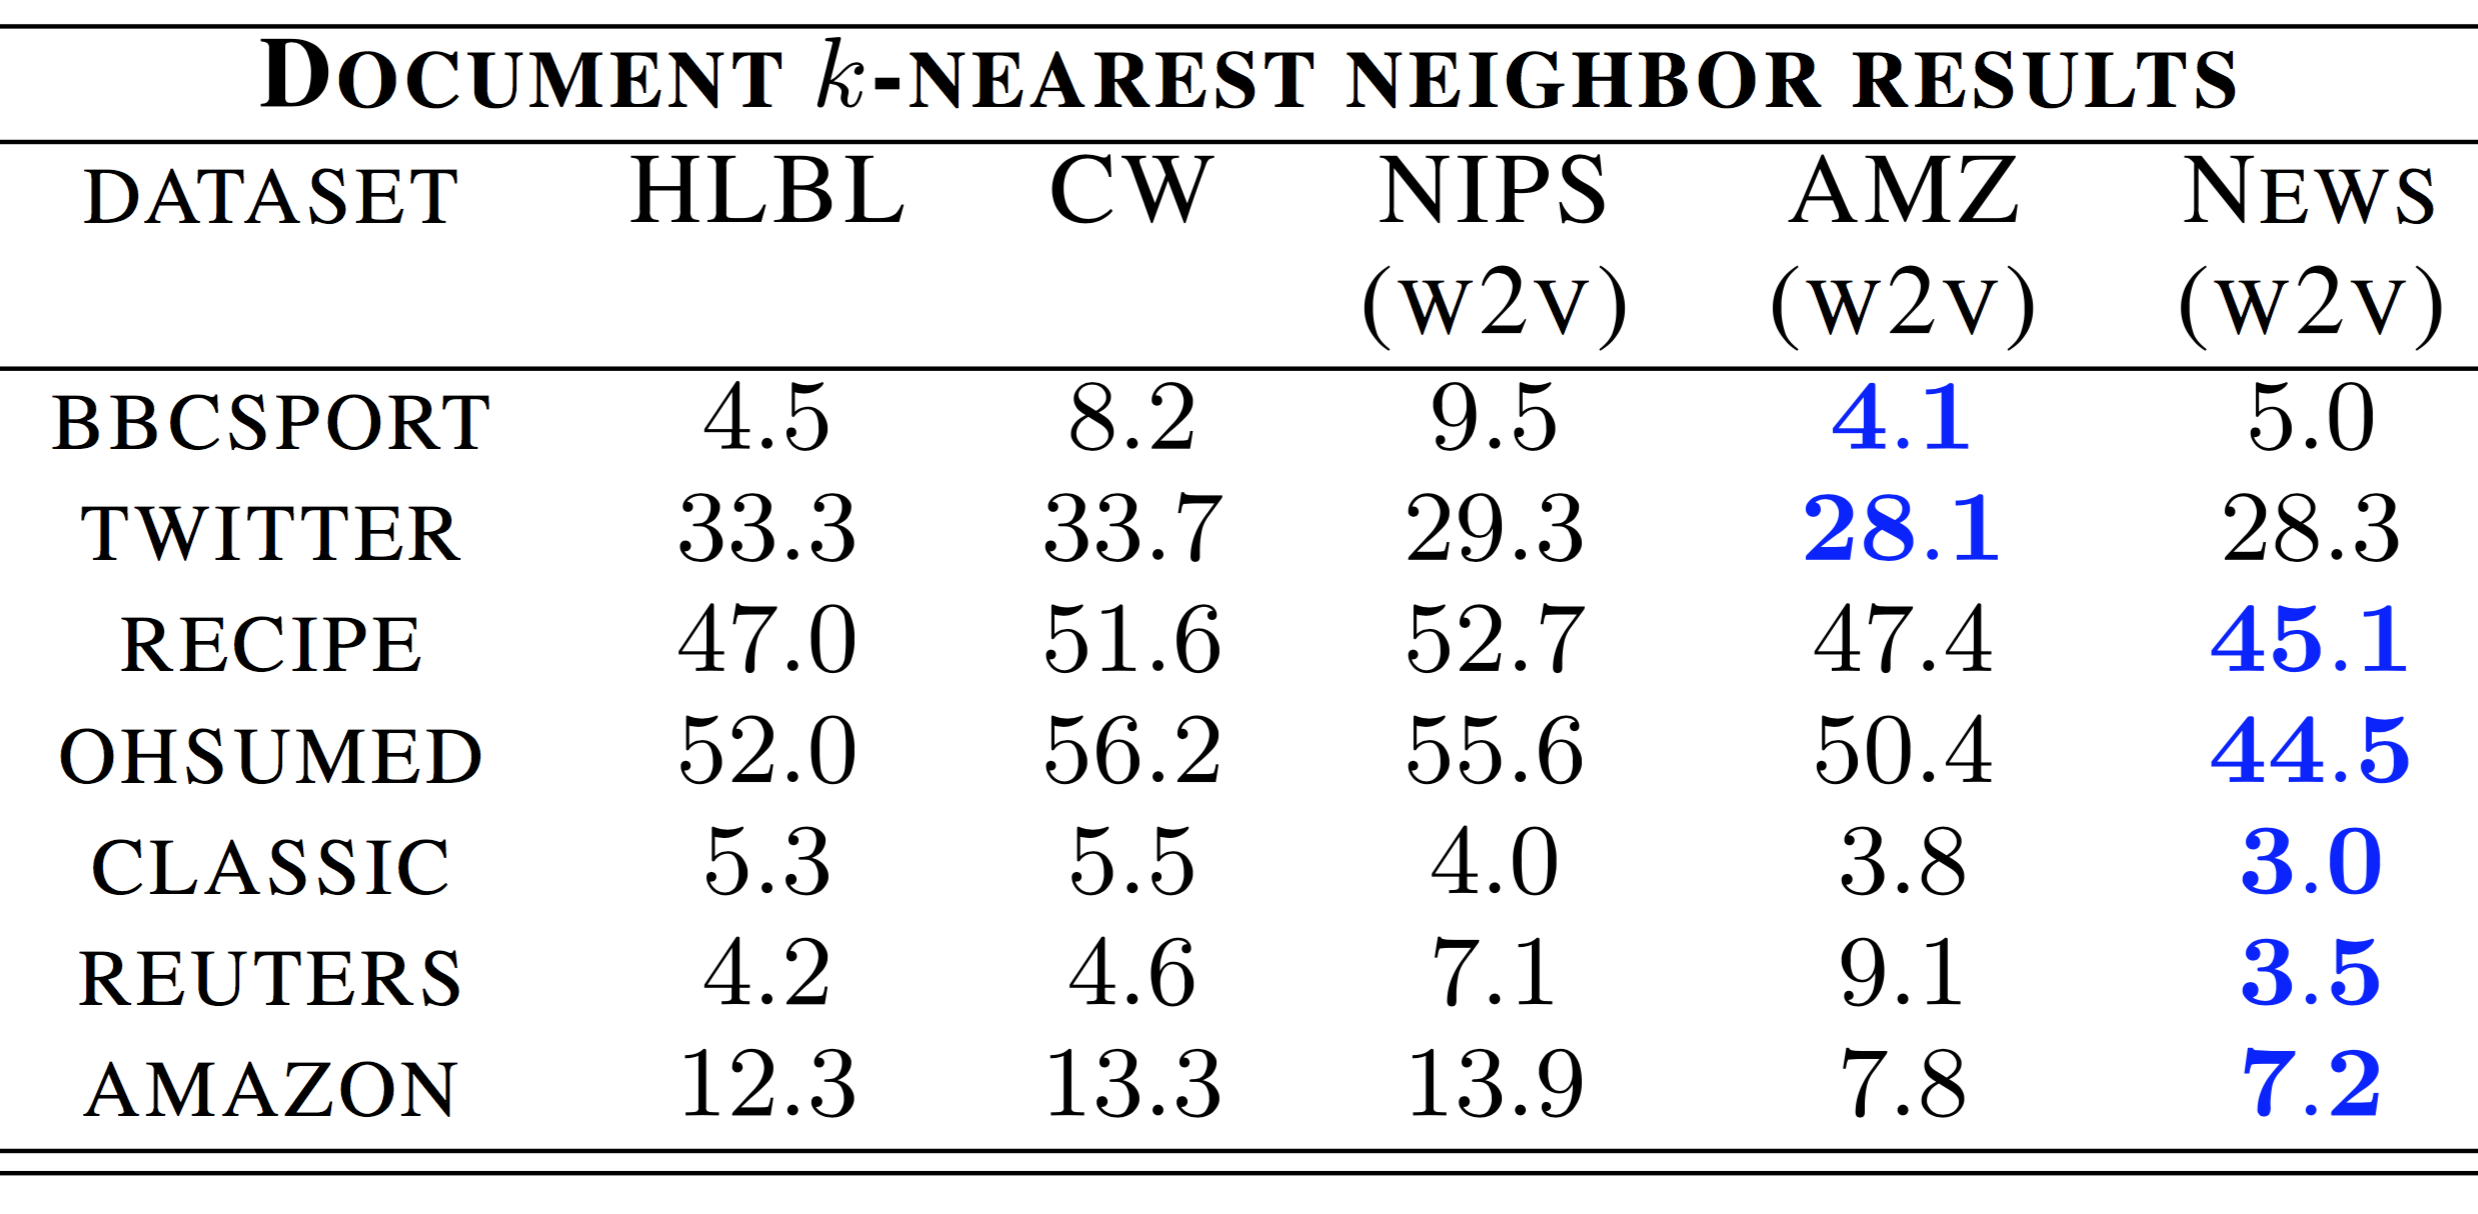 DOCUMENT k-NEAREST NEIGHBOR RESULTS
DATASET HLBL CW NIPS AMZ NEWS
(W2V) (W2V) (W2V)
BBCSPORT 4.5 8.2 9.5 4.1 5.0
TWITTER 33.3 33.7 29.3 28.1 28.3
RECIPE 47.0 51.6 52.7 47.4 45.1
OHSUMED 52.0 56.2 55.6 50.4 44.5
CLASSIC 5.3 5.5 4.0 3.8 3.0
REUTERS 4.2 4.6 7.1 9.1 3.5
AMAZON 12.3 13.3 13.9 7.8 7.2